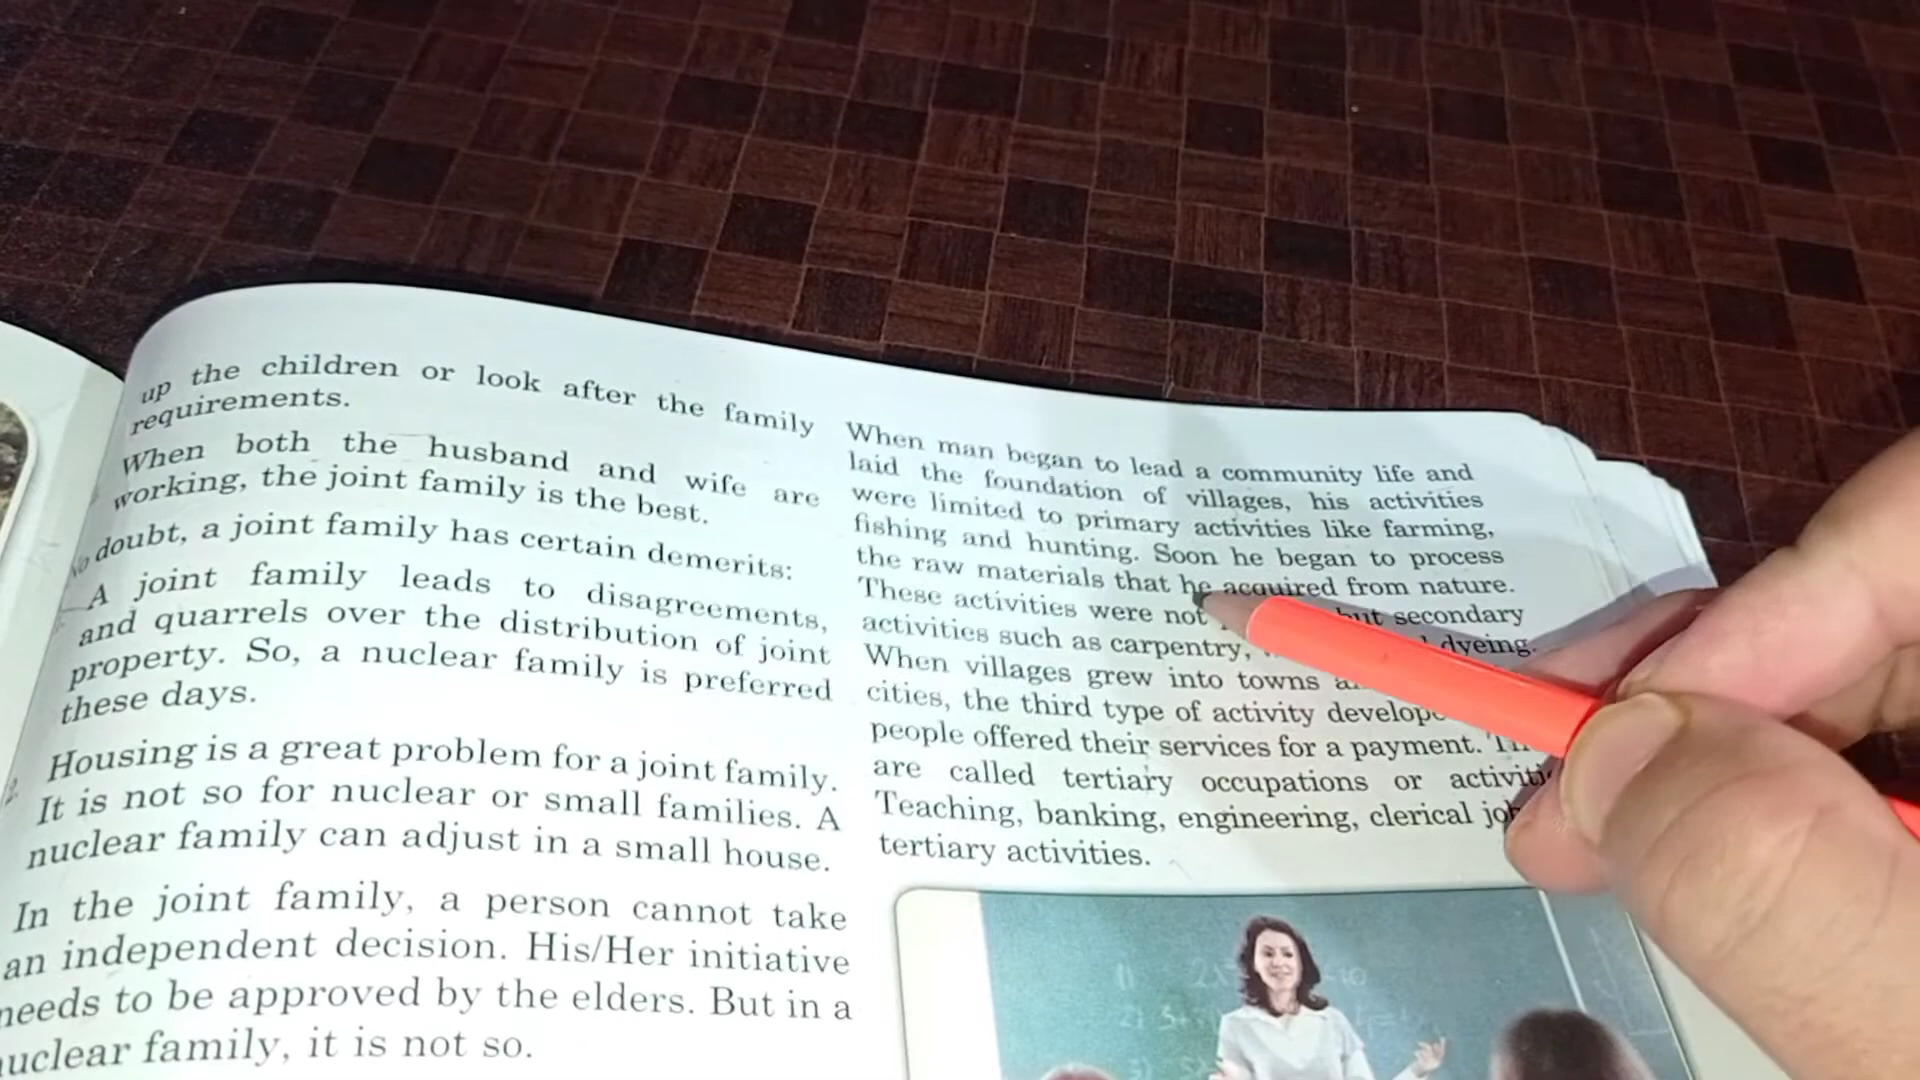 up the children or look after the family
requirements.
When both the husband and wife are
working, the joint family is the best.
No doubt, a joint family has certain demerits:
A joint family leads to disagreements,
and quarrels over the distribution of joint
property. So, a nuclear family is preferred
these days.
2. Housing is a great problem for a joint family.
It is not so for nuclear or small families. A
nuclear family can adjust in a small house.
In the joint family, a person cannot take
an independent decision. His/Her initiative
needs to be approved by the elders. But in a
nuclear family, it is not so.
When man began to lead a community life and
laid the foundation of villages, his activities
were limited to primary activities like farming,
fishing and hunting. Soon he began to process
the raw materials that he acquired from nature.
These activities were not but secondary
activities such as carpentry, dyeing.
When villages grew into towns
cities, the third type of activity
people offered their services for a payment.
are called tertiary occupations or
Teaching, banking, engineering, clerical
tertiary activities.